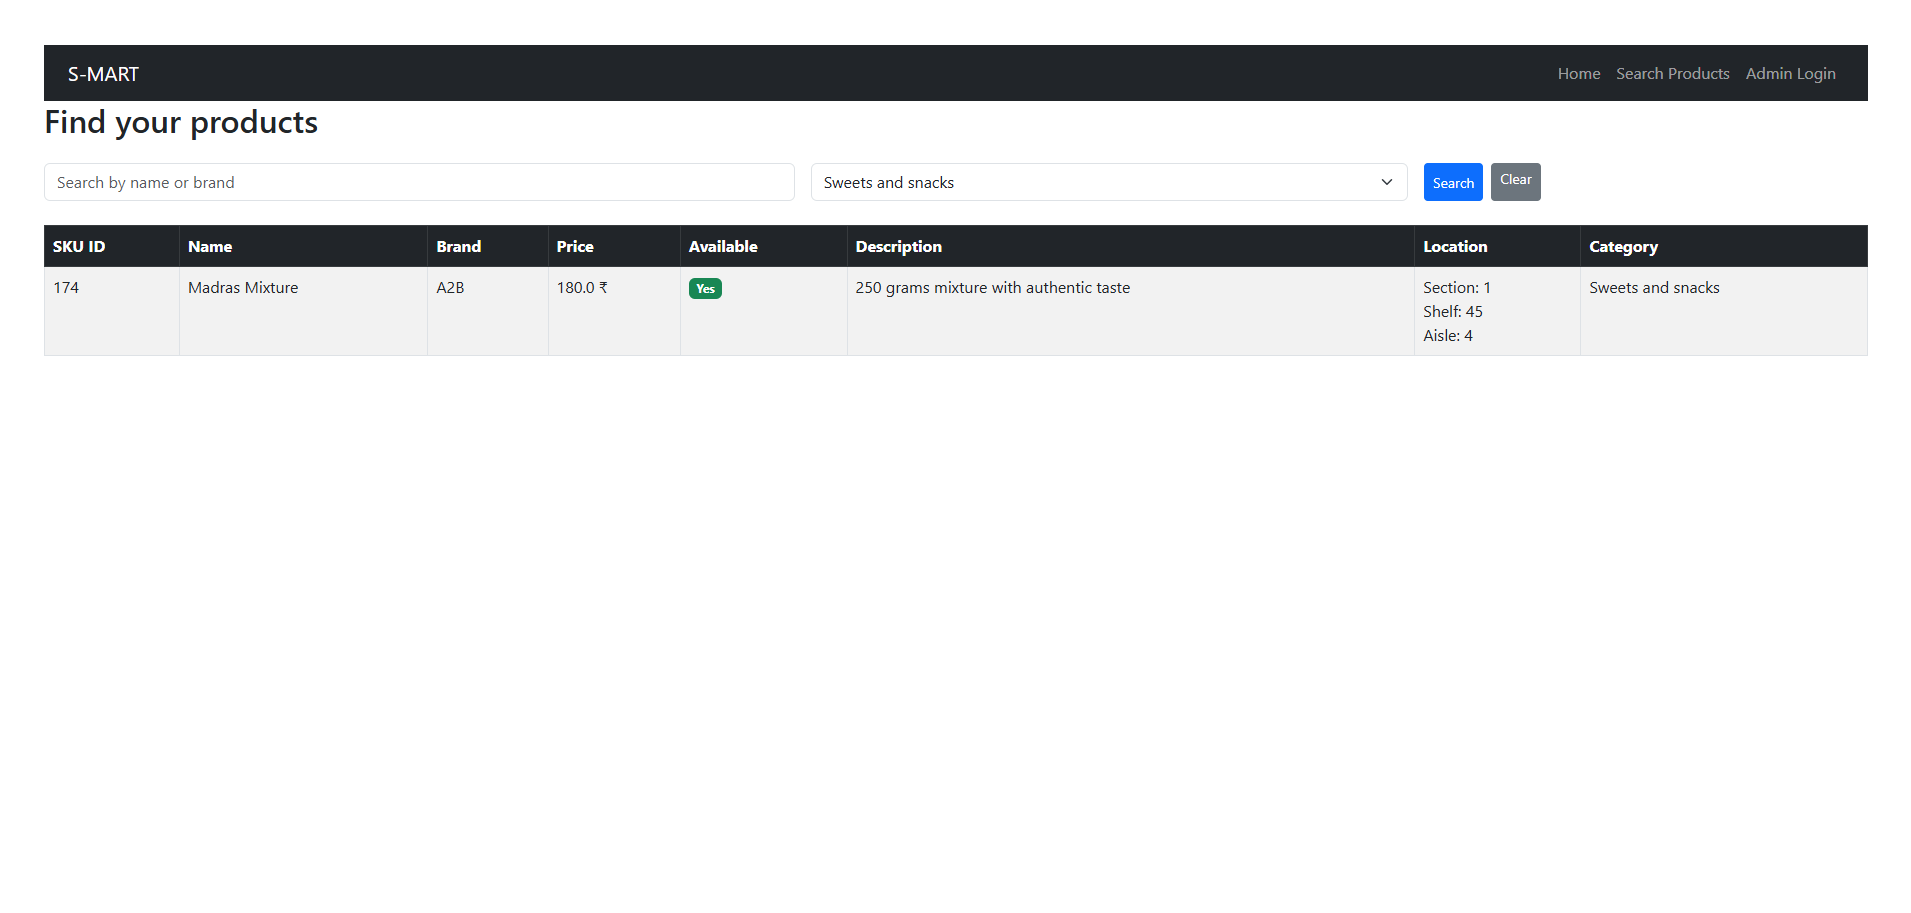 S-MART Home Search Products Admin Login
Find your products
Search by name or brand Sweets and snacks Search Clear
SKU ID Name Brand Price Available Description Location Category
174 Madras Mixture A2B 180.0 ₹ Yes 250 grams mixture with authentic taste Section: 1 Sweets and snacks
Shelf: 45
Aisle: 4